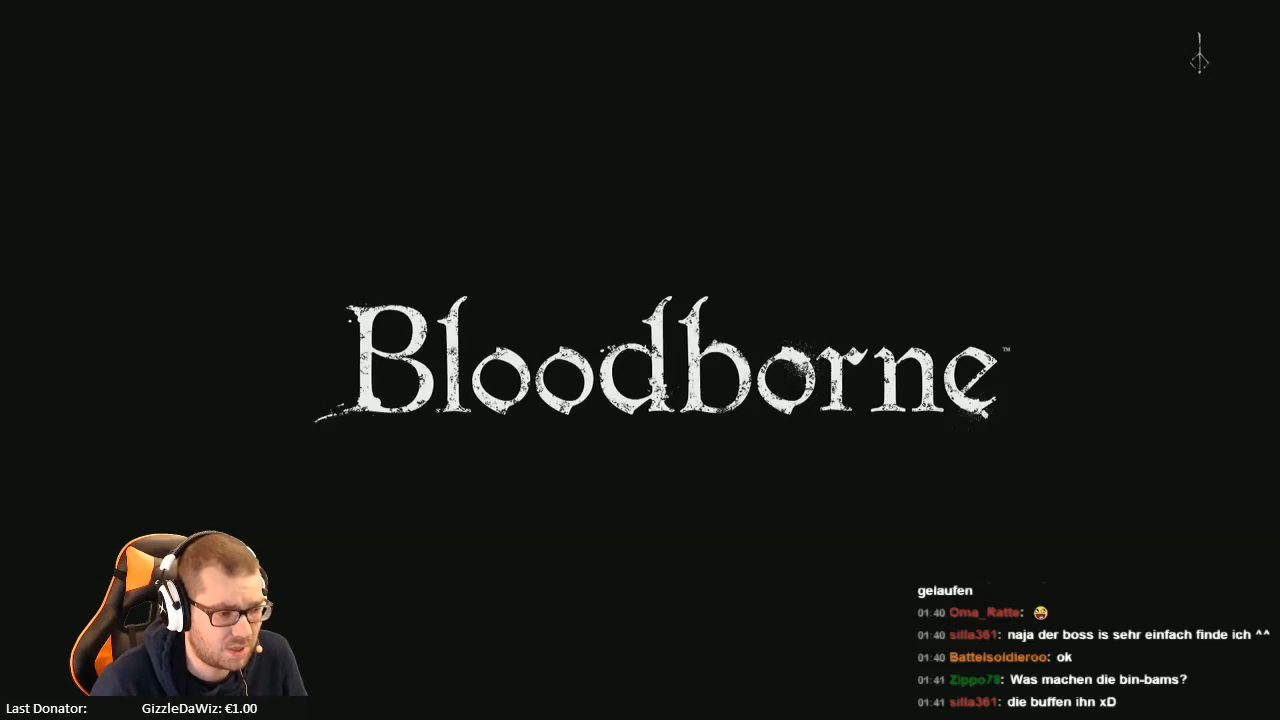 Bloodborne™
gelaufen
01:40 Oma_Ratte:
01:40 silla361: naja der boss is sehr einfach finde ich ^^
01:40 Battelsoldieroo: ok
01:41 Zippo78: Was machen die bin-bams?
01:41 silla361: die buffen ihn xD
Last Donator: GizzleDaWiz: €1.00